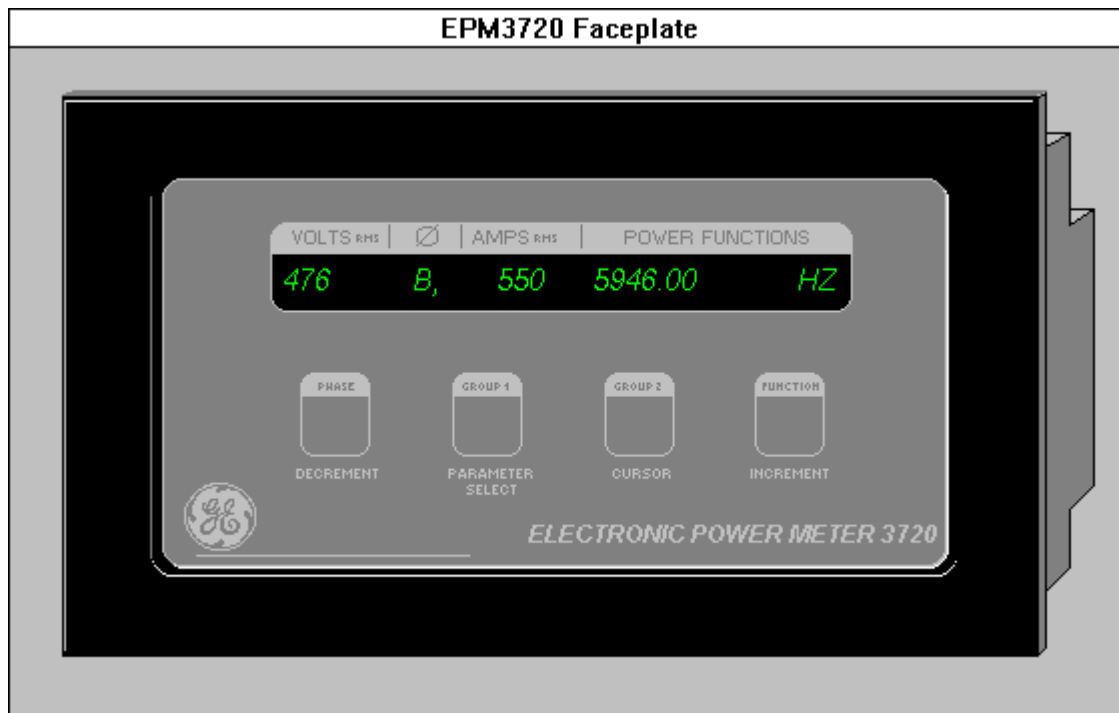 EPM3720 Faceplate
VOLTS RMS Ø AMPS RMS POWER FUNCTIONS
476 B, 550 5946.00 HZ
PHASE GROUP 1 GROUP 2 FUNCTION
DECREMENT PARAMETER SELECT CURSOR INCREMENT
GE
ELECTRONIC POWER METER 3720